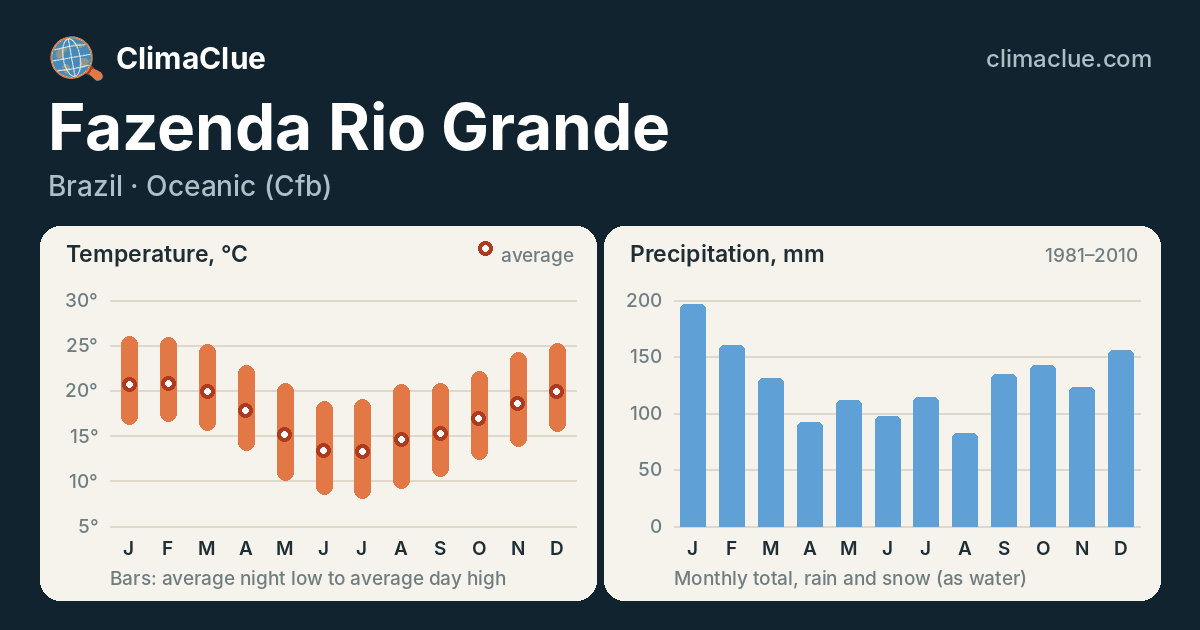 ClimaClue
climaclue.com
Fazenda Rio Grande
Brazil · Oceanic (Cfb)
Temperature, °C
average
30°
25°
20°
15°
10°
5°
J F M A M J J A S O N D
Bars: average night low to average day high
Precipitation, mm
1981–2010
200
150
100
50
0
J F M A M J J A S O N D
Monthly total, rain and snow (as water)